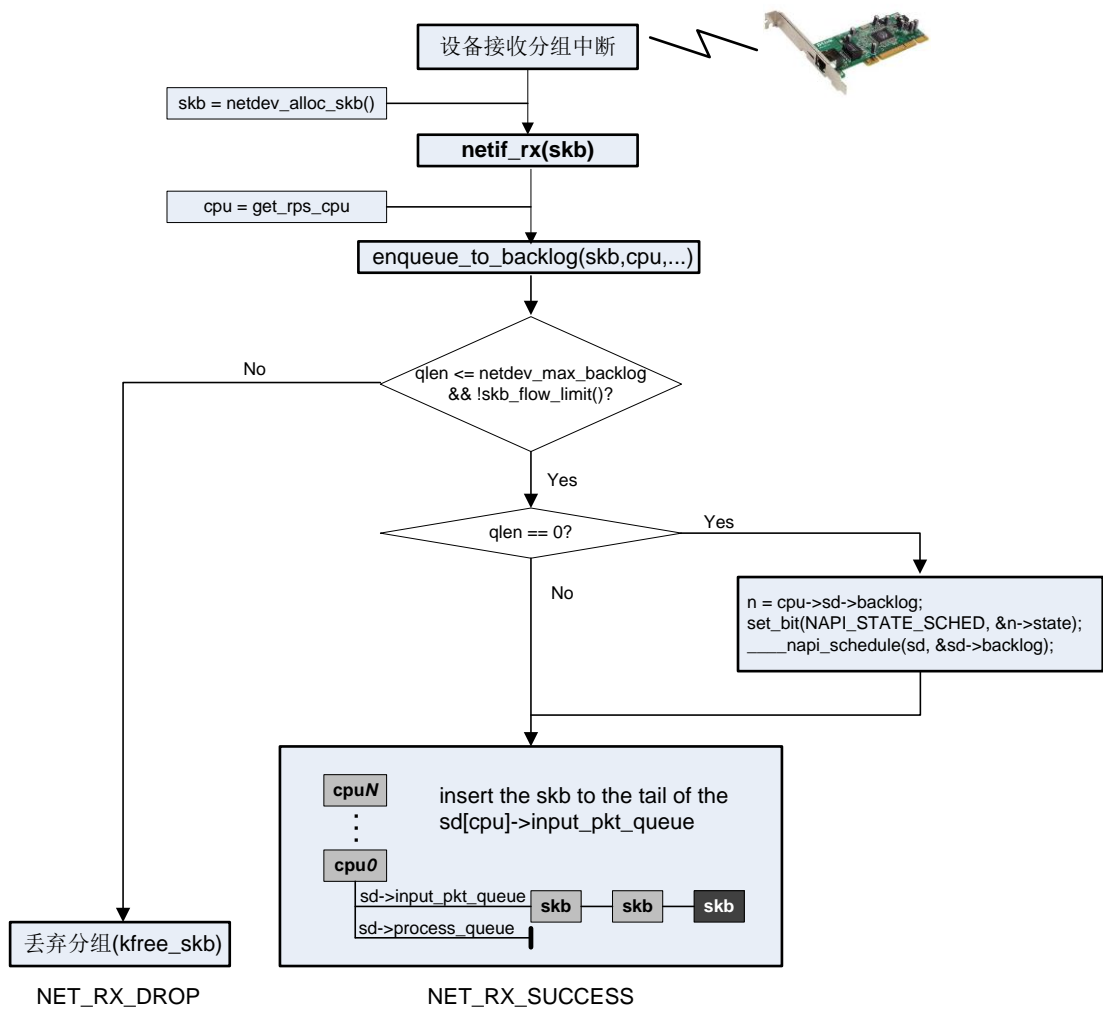 设备接收分组中断
skb = netdev_alloc_skb()
netif_rx(skb)
cpu = get_rps_cpu
enqueue_to_backlog(skb,cpu,...)
qlen <= netdev_max_backlog
&& !skb_flow_limit()?
No
Yes
qlen == 0?
Yes
No
n = cpu->sd->backlog;
set_bit(NAPI_STATE_SCHED, &n->state);
____napi_schedule(sd, &sd->backlog);
cpuN
insert the skb to the tail of the
sd[cpu]->input_pkt_queue
cpu0
sd->input_pkt_queue
skb
skb
skb
sd->process_queue
丢弃分组(kfree_skb)
NET_RX_DROP
NET_RX_SUCCESS